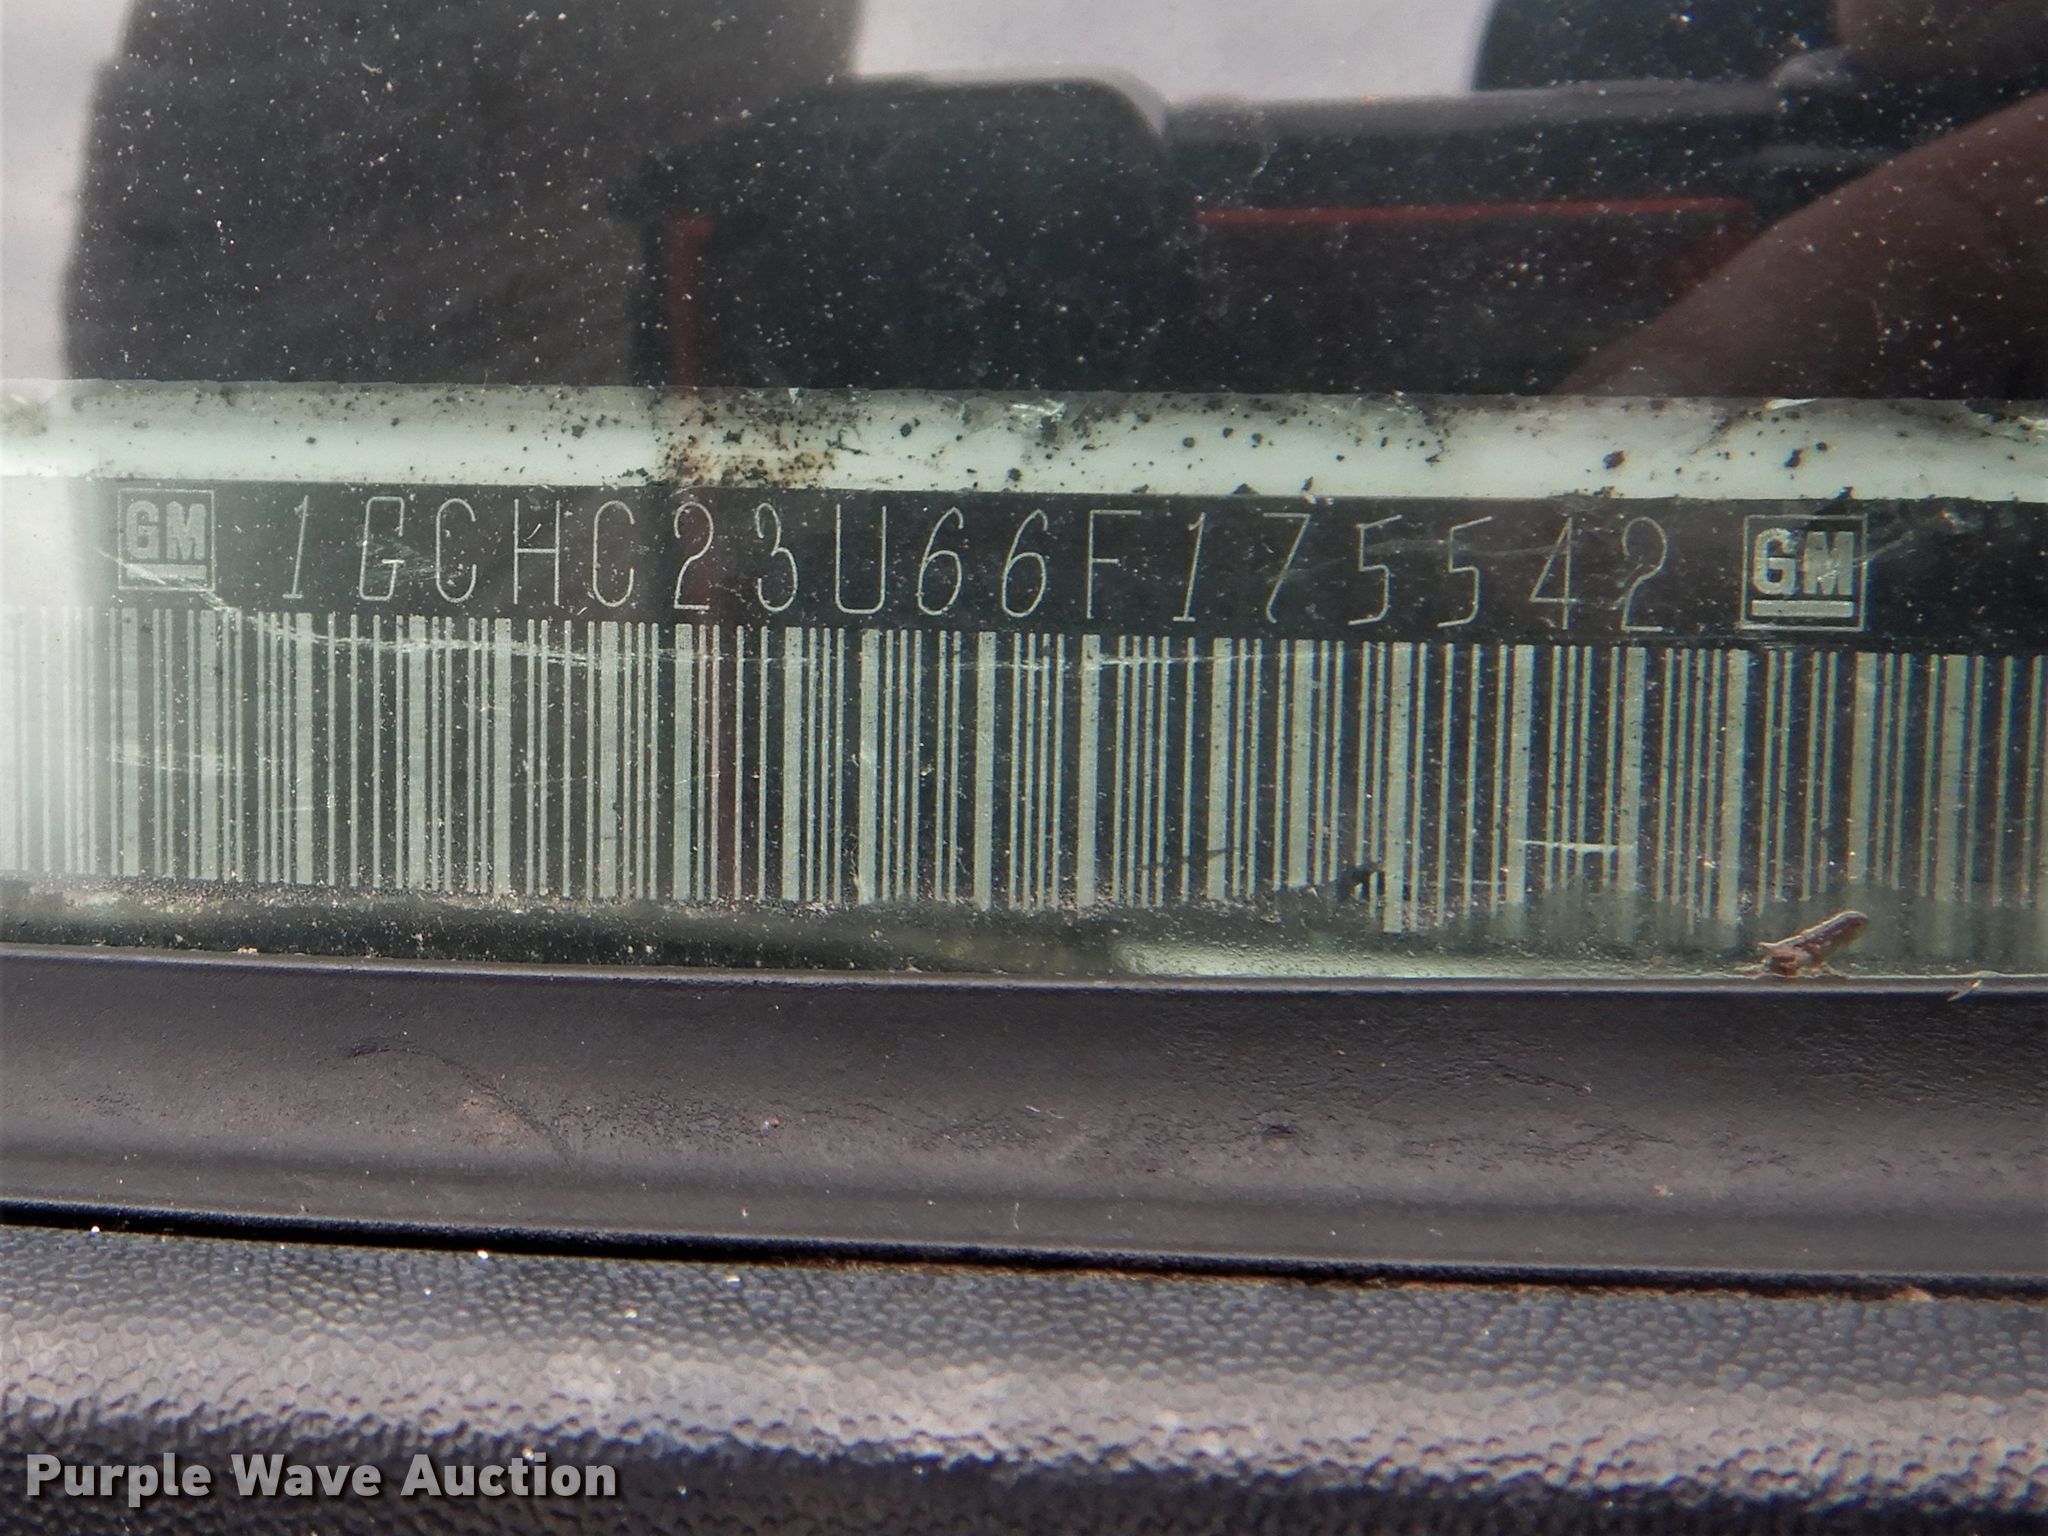 GM 1GCHC23U66F175542 GM
Purple Wave Auction